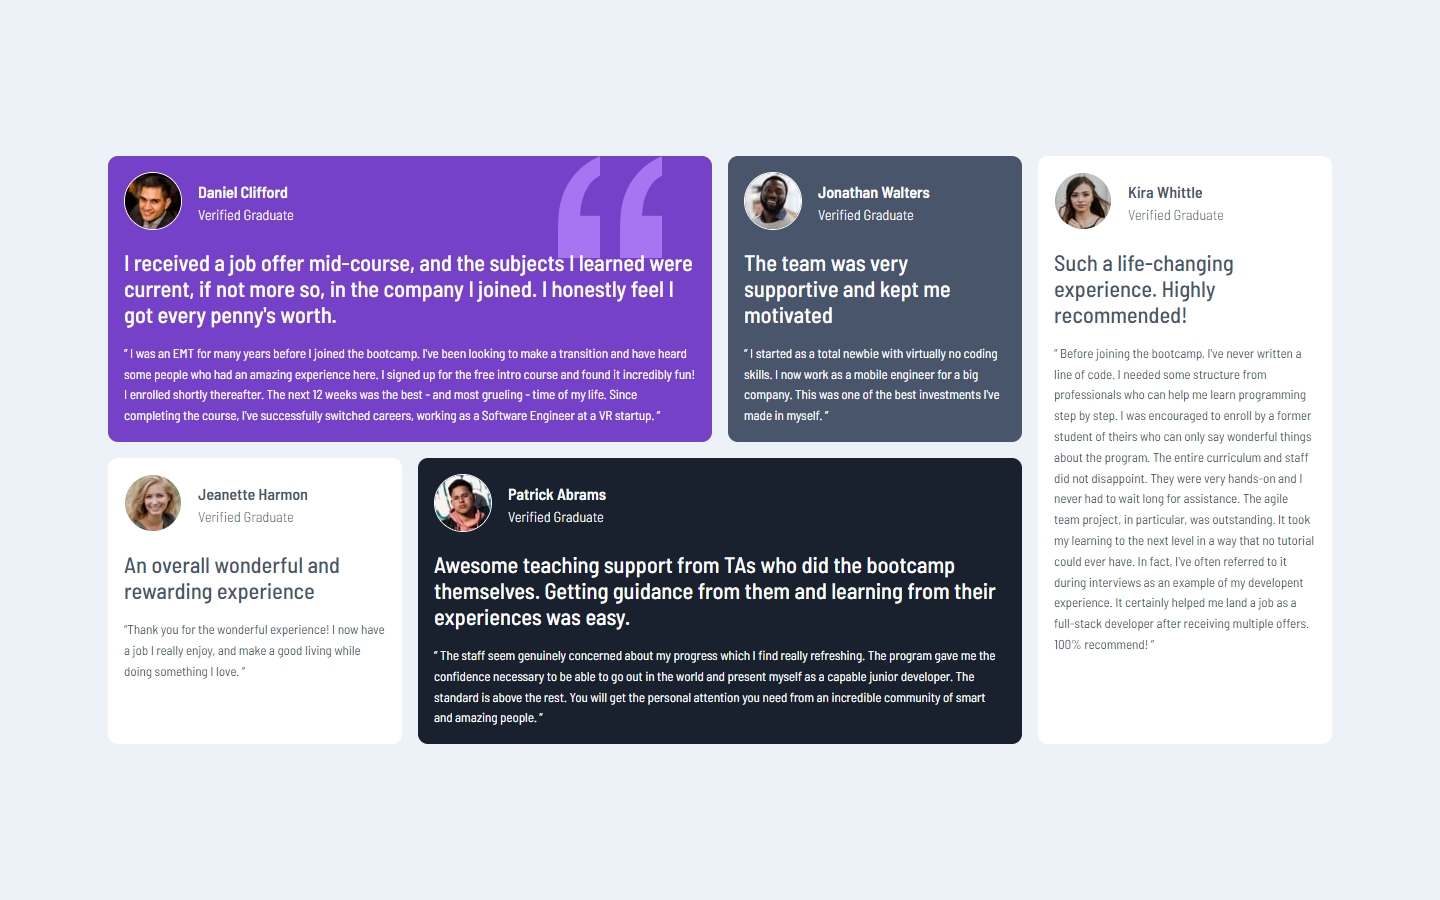 Daniel Clifford
Verified Graduate
I received a job offer mid-course, and the subjects I learned were
current, if not more so, in the company I joined. I honestly feel I
got every penny's worth.
“ I was an EMT for many years before I joined the bootcamp. I've been looking to make a transition and have heard
some people who had an amazing experience here. I signed up for the free intro course and found it incredibly fun!
I enrolled shortly thereafter. The next 12 weeks was the best - and most grueling - time of my life. Since
completing the course, I've successfully switched careers, working as a Software Engineer at a VR startup. ”
Jonathan Walters
Verified Graduate
The team was very
supportive and kept me
motivated
“ I started as a total newbie with virtually no coding
skills. I now work as a mobile engineer for a big
company. This was one of the best investments I've
made in myself. ”
Kira Whittle
Verified Graduate
Such a life-changing
experience. Highly
recommended!
“ Before joining the bootcamp, I've never written a
line of code. I needed some structure from
professionals who can help me learn programming
step by step. I was encouraged to enroll by a former
student of theirs who can only say wonderful things
about the program. The entire curriculum and staff
did not disappoint. They were very hands-on and I
never had to wait long for assistance. The agile
team project, in particular, was outstanding. It took
my learning to the next level in a way that no tutorial
could ever have. In fact, I've often referred to it
during interviews as an example of my developent
experience. It certainly helped me land a job as a
full-stack developer after receiving multiple offers.
100% recommend! ”
Jeanette Harmon
Verified Graduate
An overall wonderful and
rewarding experience
“Thank you for the wonderful experience! I now have
a job I really enjoy, and make a good living while
doing something I love. ”
Patrick Abrams
Verified Graduate
Awesome teaching support from TAs who did the bootcamp
themselves. Getting guidance from them and learning from their
experiences was easy.
“ The staff seem genuinely concerned about my progress which I find really refreshing. The program gave me the
confidence necessary to be able to go out in the world and present myself as a capable junior developer. The
standard is above the rest. You will get the personal attention you need from an incredible community of smart
and amazing people. ”